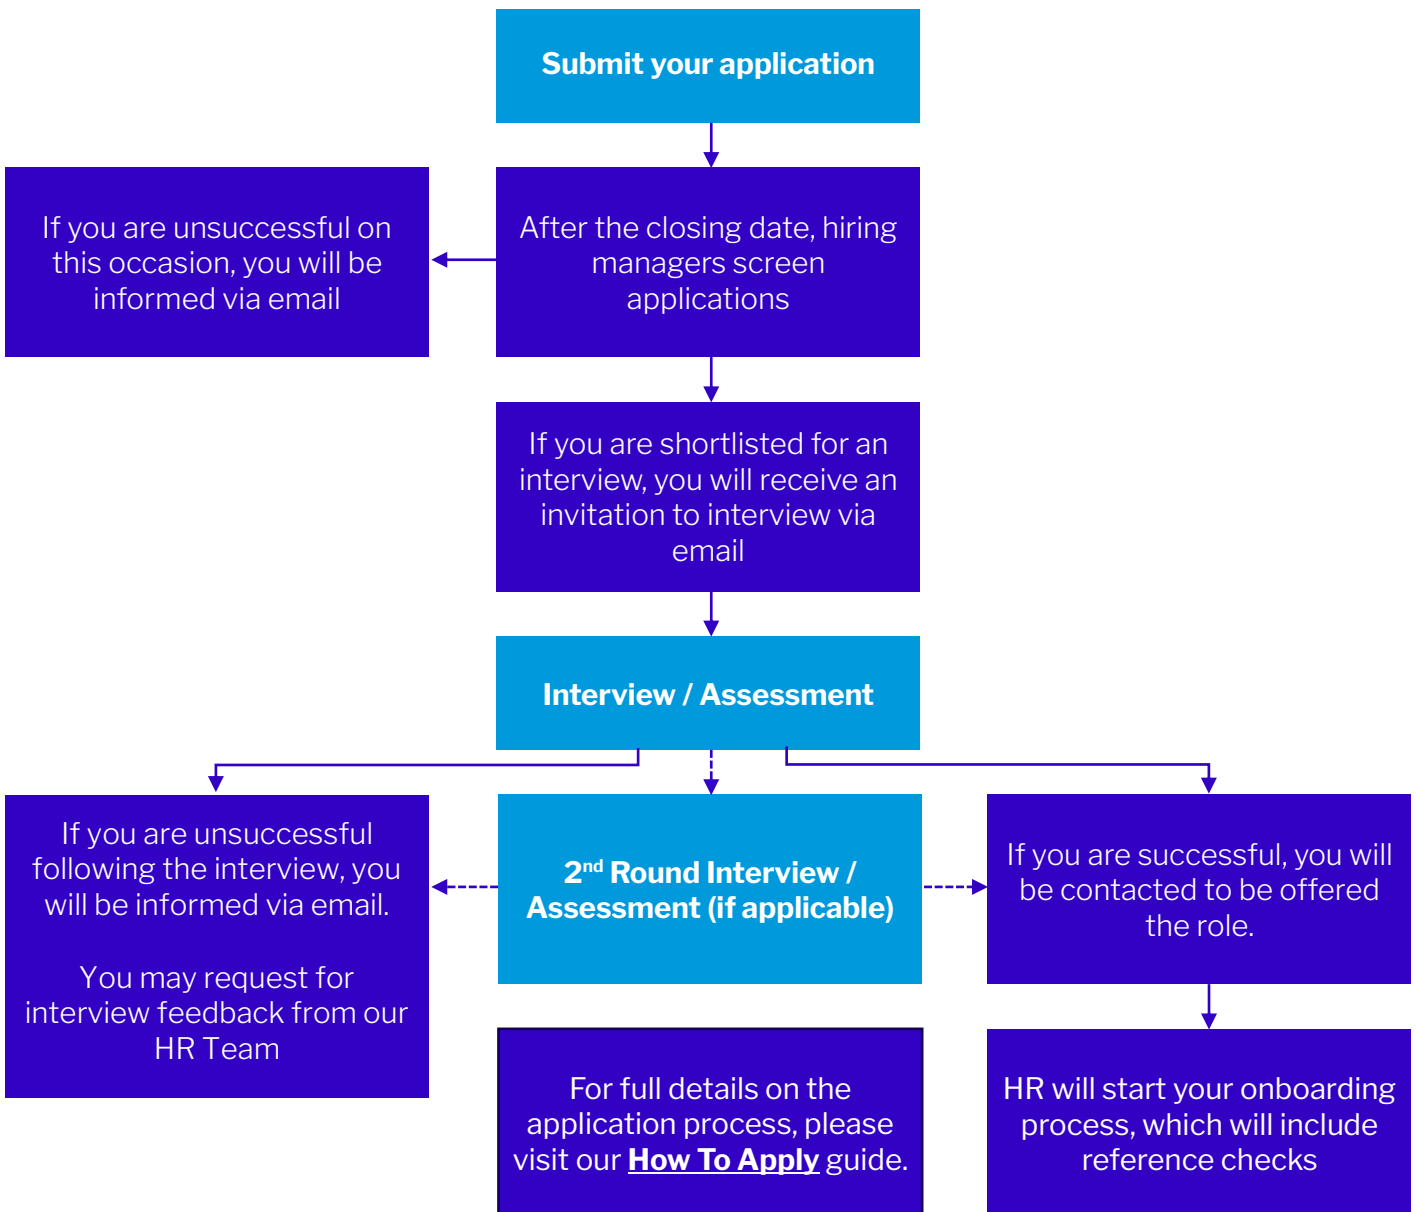 Submit your application
If you are unsuccessful on
this occasion, you will be
informed via email
After the closing date, hiring
managers screen
applications
If you are shortlisted for an
interview, you will receive an
invitation to interview via
email
Interview / Assessment
If you are unsuccessful
following the interview, you
will be informed via email.
You may request for
interview feedback from our
HR Team
2nd Round Interview /
Assessment (if applicable)
If you are successful, you will
be contacted to be offered
the role.
For full details on the
application process, please
visit our How To Apply guide.
HR will start your onboarding
process, which will include
reference checks